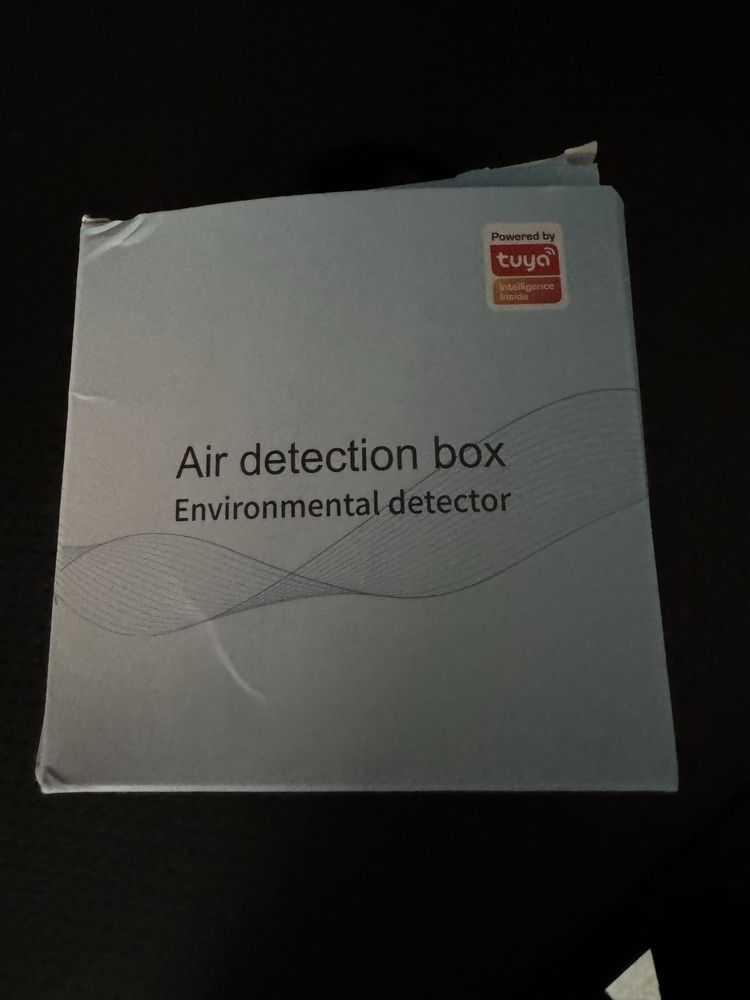 Powered by
tuya
intelligence
inside
Air detection box
Environmental detector